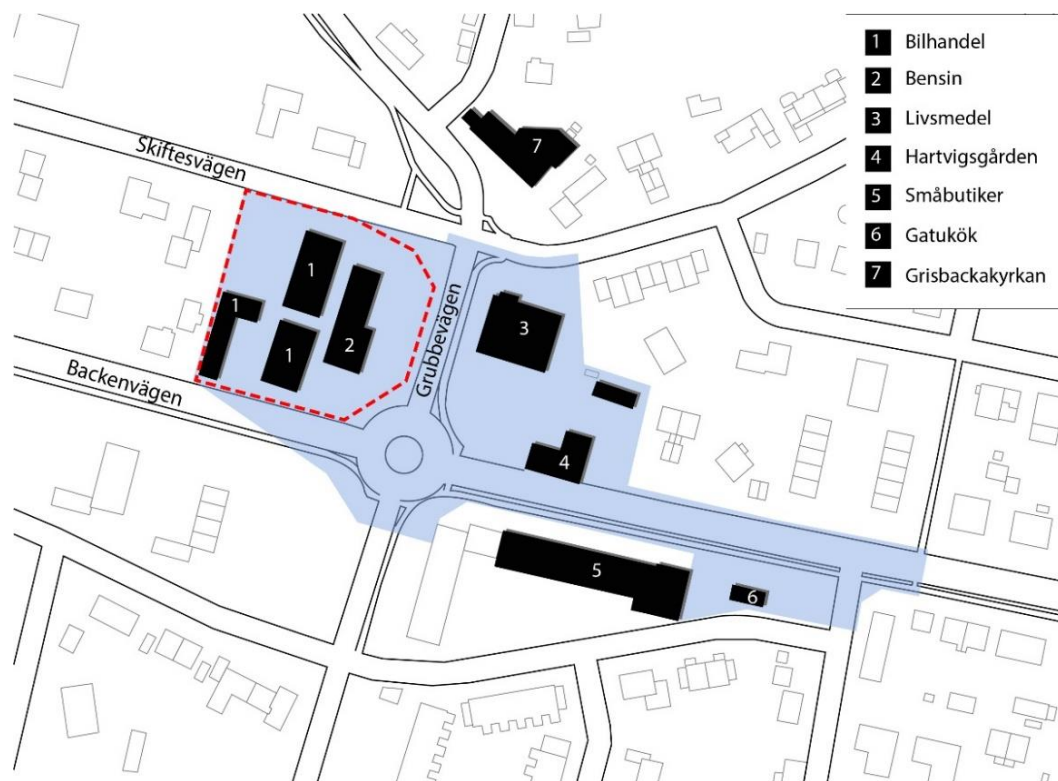 1 Bilhandel
2 Bensin
3 Livsmedel
4 Hartvigsgården
5 Småbutiker
6 Gatukök
7 Grisbackakyrkan
Skiftesvägen
7
1
1
2
1
3
Grubbevägen
Backenvägen
4
5
6